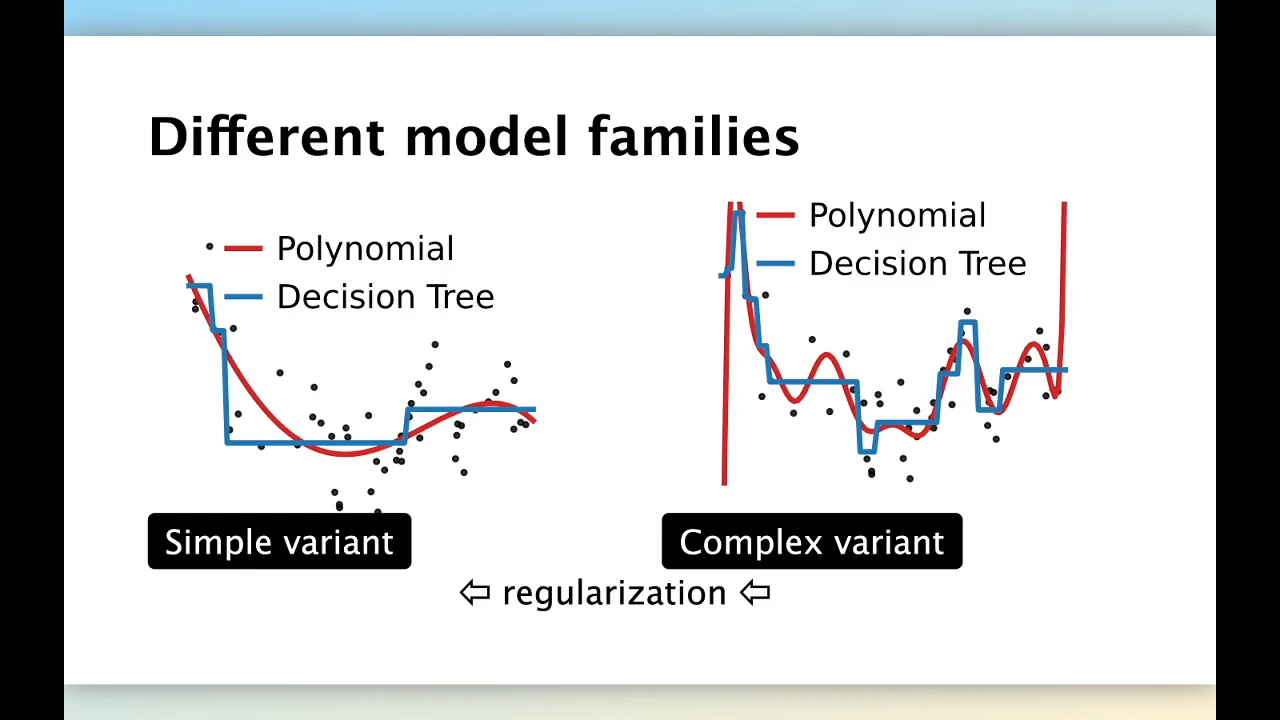 Different model families
Polynomial
Decision Tree
Polynomial
Decision Tree
Simple variant
Complex variant
⇦ regularization ⇦